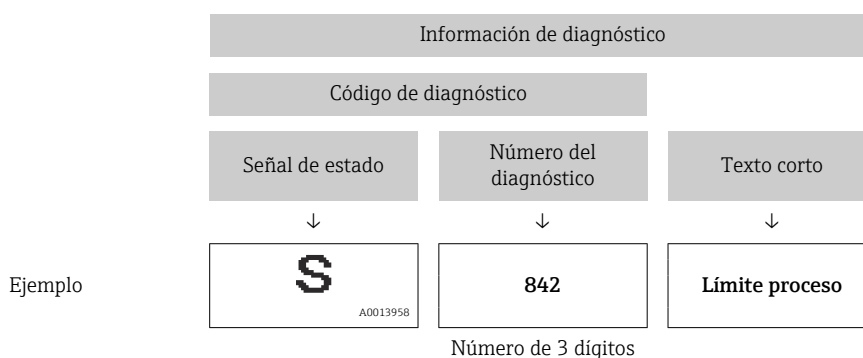 Información de diagnóstico
Código de diagnóstico
Señal de estado
Número del
diagnóstico
Texto corto
↓ ↓ ↓
Ejemplo
S
A0013958
842
Límite proceso
Número de 3 dígitos